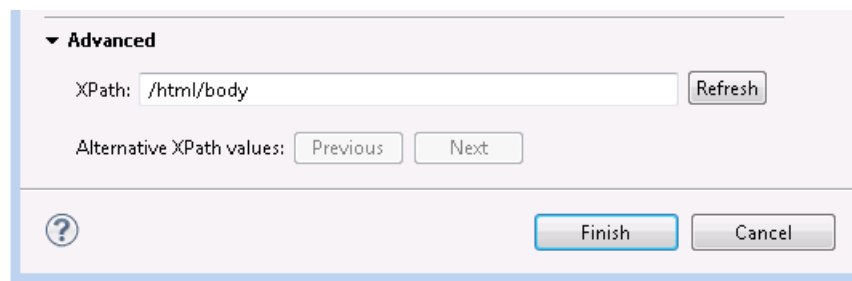 Advanced
XPath: /html/body Refresh
Alternative XPath values: Previous Next
? Finish Cancel